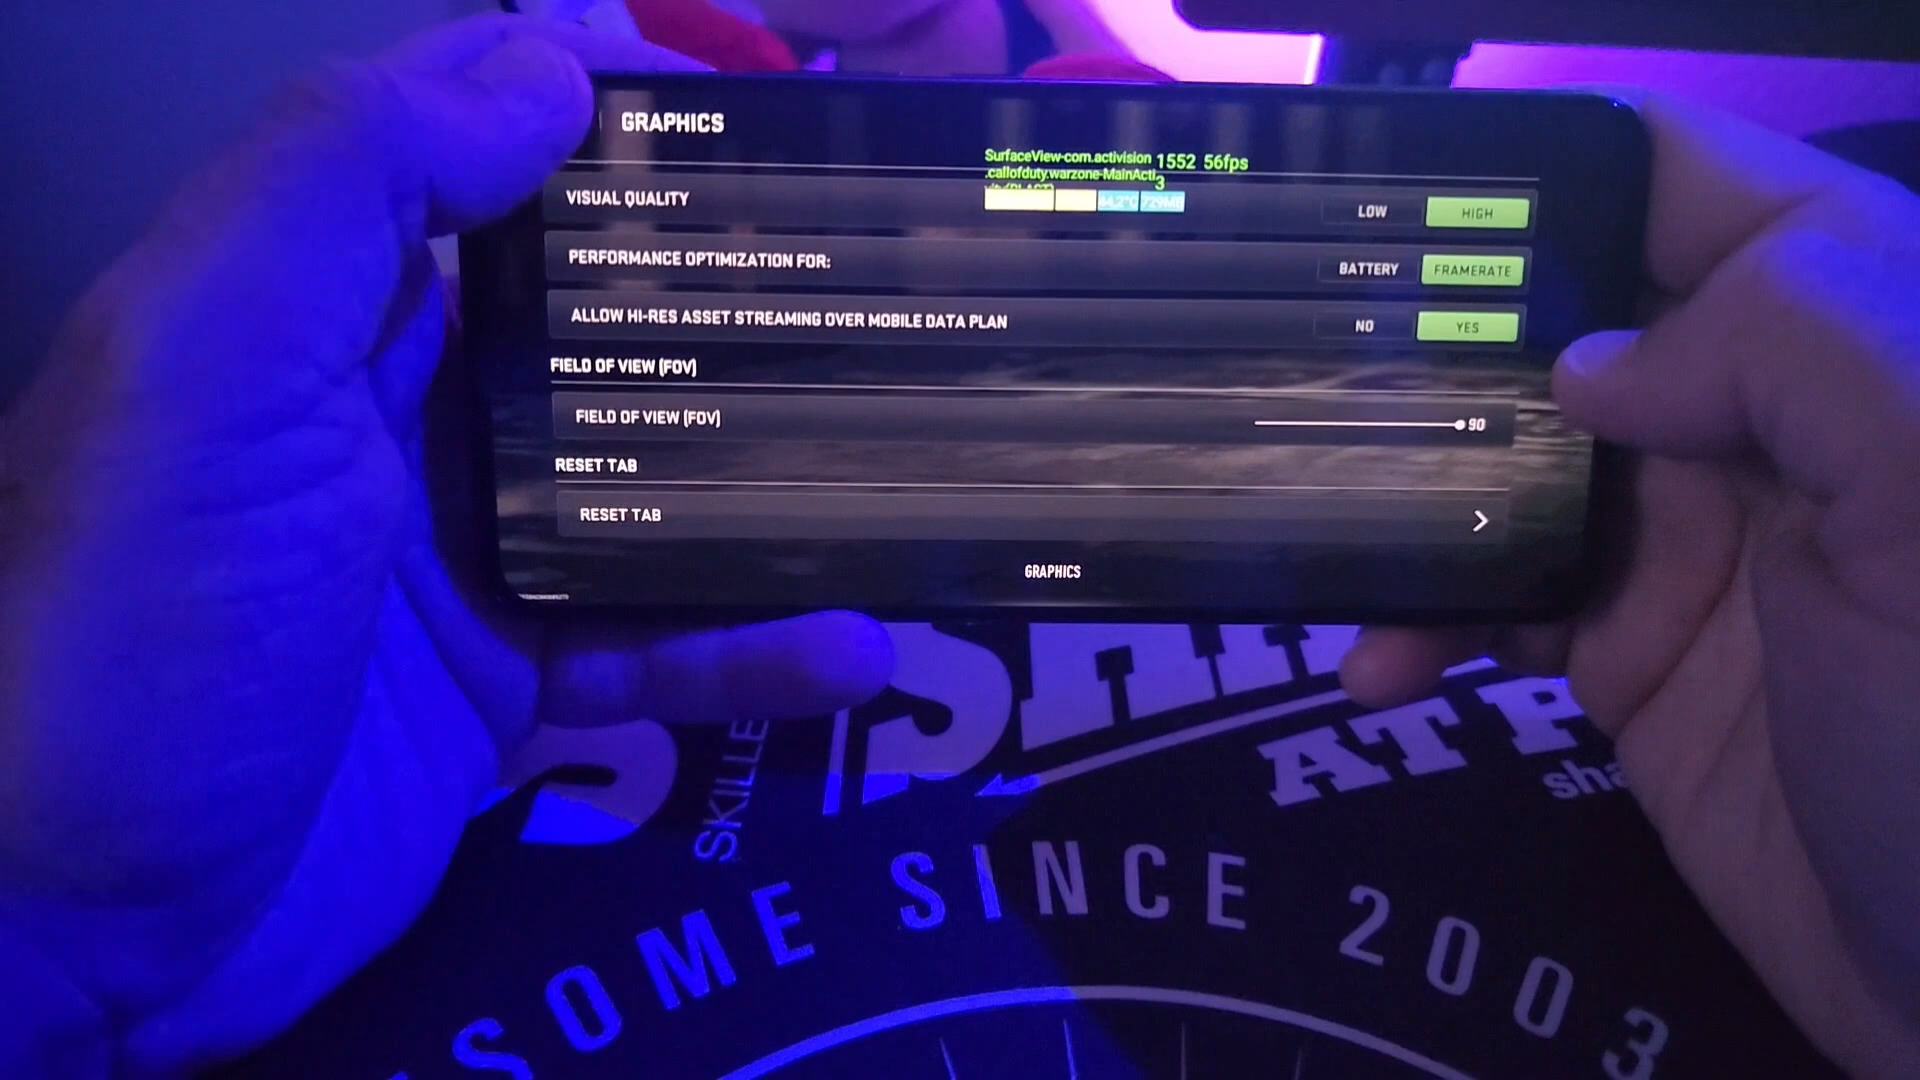 GRAPHICS
SurfaceView-com.activision 1552 56fps
.callofduty.warzone-MainActi
3
VISUAL QUALITY LOW HIGH
PERFORMANCE OPTIMIZATION FOR: BATTERY FRAMERATE
ALLOW HI-RES ASSET STREAMING OVER MOBILE DATA PLAN NO YES
FIELD OF VIEW (FOV)
FIELD OF VIEW (FOV) 90
RESET TAB
RESET TAB
GRAPHICS
AT P
sha
SKILLE
SOME SINCE 2003